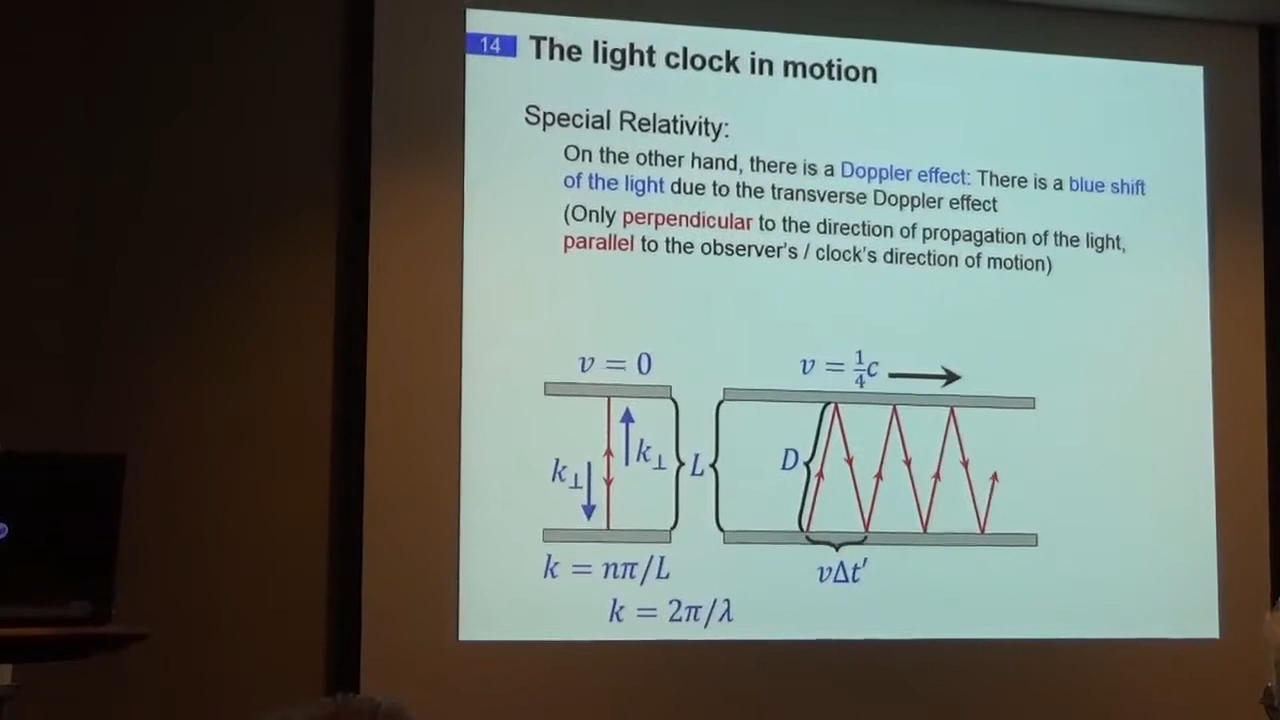 14 The light clock in motion
Special Relativity:
On the other hand, there is a Doppler effect: There is a blue shift
of the light due to the transverse Doppler effect
(Only perpendicular to the direction of propagation of the light,
parallel to the observer's / clock's direction of motion)
v = 0
v = ¼c
k⊥
k⊥
L
D
k = nπ/L
vΔt′
k = 2π/λ